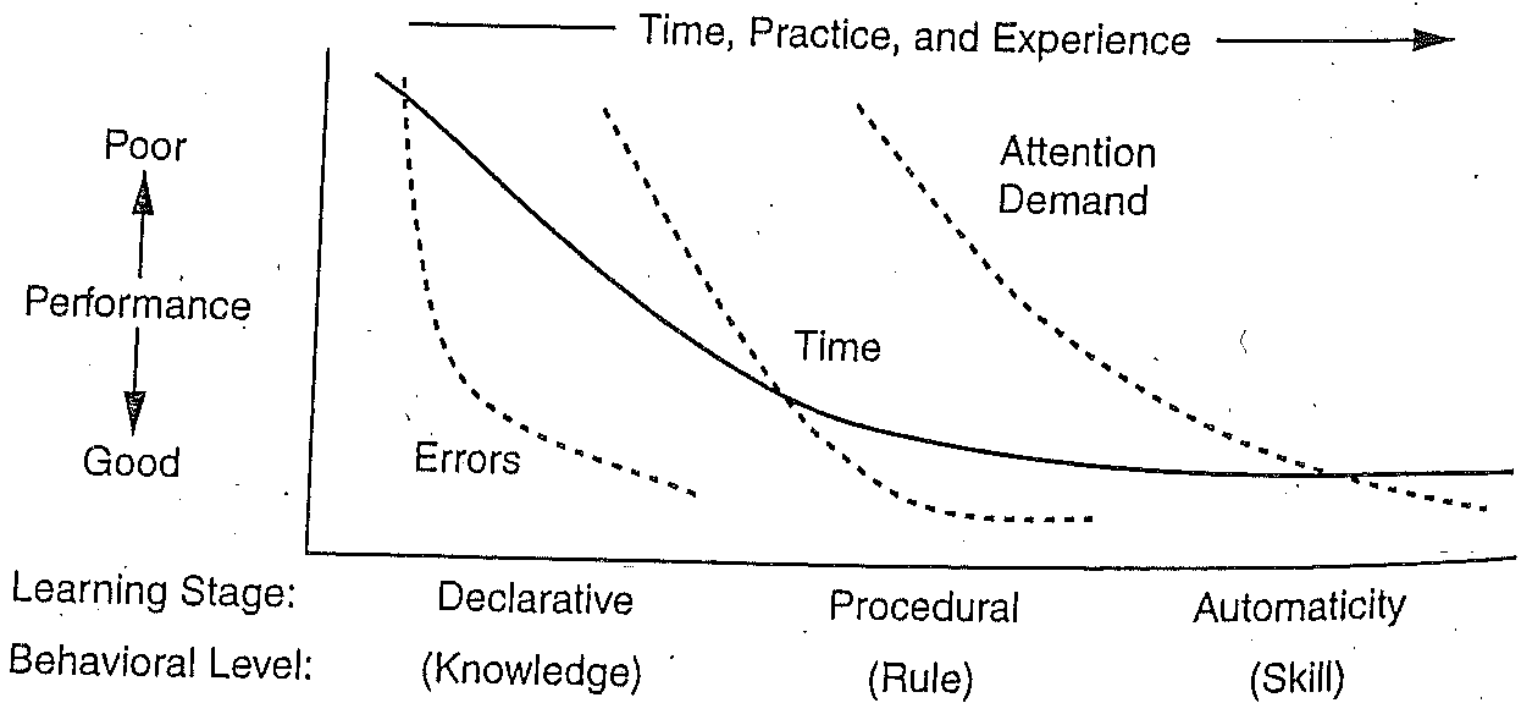 Time, Practice, and Experience
Poor
Attention
Demand
Performance
Time
Good
Errors
Learning Stage: Declarative Procedural Automaticity
Behavioral Level: (Knowledge) (Rule) (Skill)